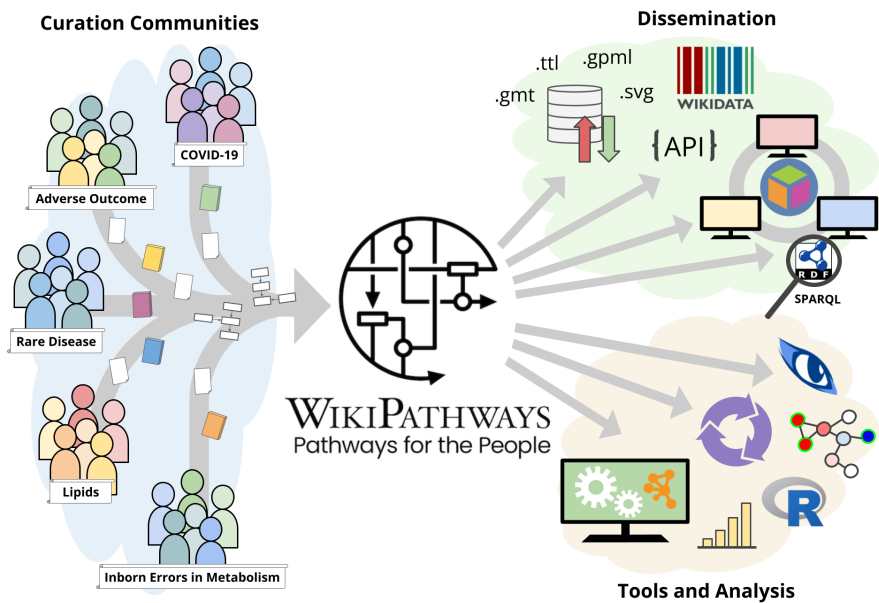 Curation Communities
COVID-19
Adverse Outcome
Rare Disease
Lipids
Inborn Errors in Metabolism
WIKIPATHWAYS
Pathways for the People
Dissemination
.ttl
.gpml
.gmt
.svg
WIKIDATA
{API}
RDF
SPARQL
R
Tools and Analysis